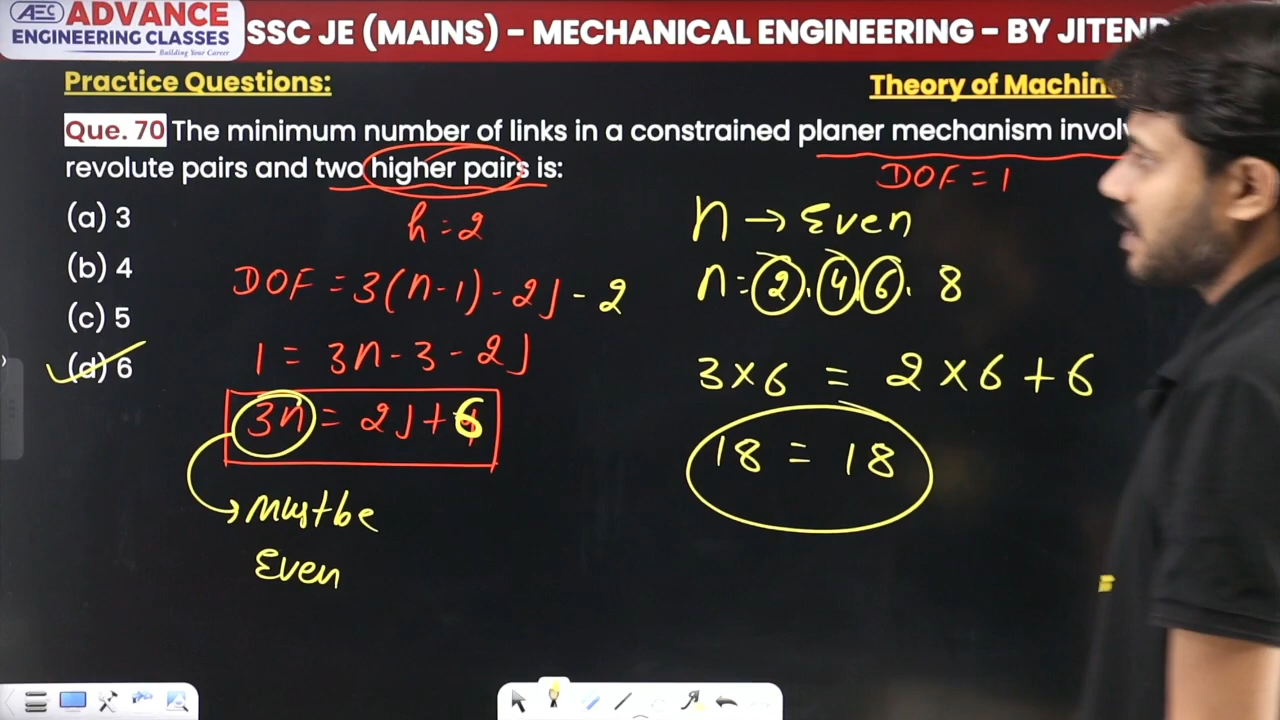 AEC ADVANCE
ENGINEERING CLASSES
Building Your Career
SSC JE (MAINS) – MECHANICAL ENGINEERING – BY JITEND
Practice Questions:
Theory of Machin
Que. 70 The minimum number of links in a constrained planer mechanism invol
revolute pairs and two higher pairs is:
DOF = 1
(a) 3
(b) 4
(c) 5
(d) 6
h = 2
DOF = 3(n-1) - 2J - 2
1 = 3n - 3 - 2J
3n = 2J + 6
must be
Even
n → Even
n = 2, 4, 6, 8
3×6 = 2×6+6
18 = 18